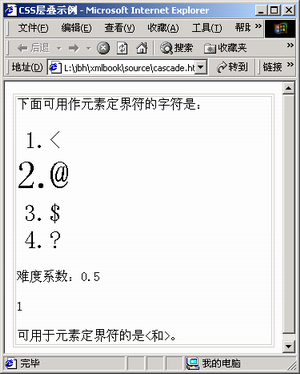 CSS层叠示例 - Microsoft Internet Explorer
文件(F) 编辑(E) 查看(V) 收藏(A) 工具(T) 帮助
后退 搜索 收藏夹
地址(D) L:\jbh\xmlbook\source\cascade.ht 转到 链接 »
下面可用作元素定界符的字符是：
1. <
2. @
3. $
4. ?
难度系数：0.5
1
可用于元素定界符的是<和>。
完毕 我的电脑